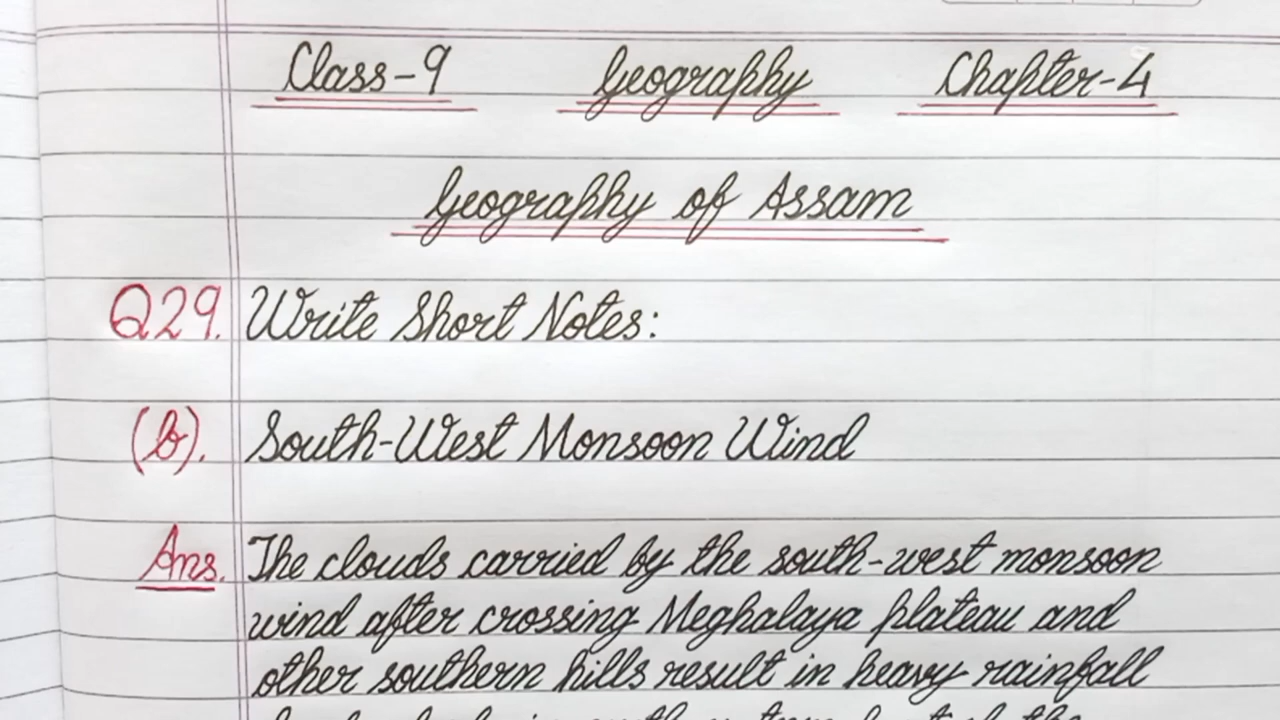 Class-9 Geography Chapter-4
Geography of Assam
Q29. Write Short Notes:
(b). South-West Monsoon Wind
Ans. The clouds carried by the south-west monsoon
wind after crossing Meghalaya plateau and
other southern hills result in heavy rainfall